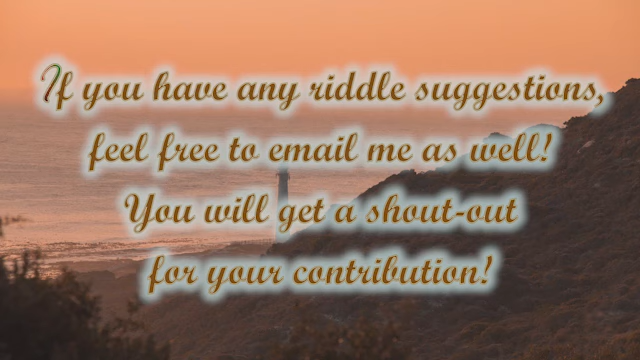 If you have any riddle suggestions,
feel free to email me as well!
You will get a shout-out
for your contribution!